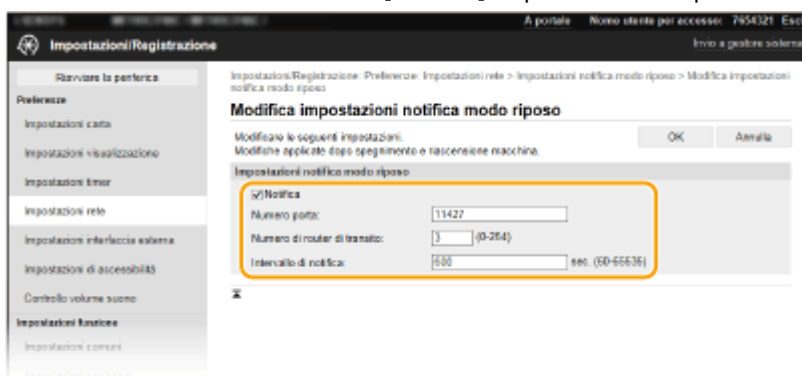 A portale Nome utente per accesso: 7654321 Esci
Impostazioni/Registrazione
Invio a gestore sistema
Riavviare la periferica
Preferenze
Impostazioni carta
Impostazioni visualizzazione
Impostazioni timer
Impostazioni rete
Impostazioni interfaccia esterna
Impostazioni di accessibilità
Controllo volume suono
Impostazioni funzione
Impostazioni comuni
Impostazioni/Registrazione: Preferenze: Impostazioni rete > Impostazioni notifica modo riposo > Modifica impostazioni
notifica modo riposo
Modifica impostazioni notifica modo riposo
Modificare le seguenti impostazioni.
Modifiche applicate dopo spegnimento e riaccensione macchina.
OK Annulla
Impostazioni notifica modo riposo
Notifica
Numero porta: 11427
Numero di router di transito: 3 (0-254)
Intervallo di notifica: 600 sec. (60-65535)